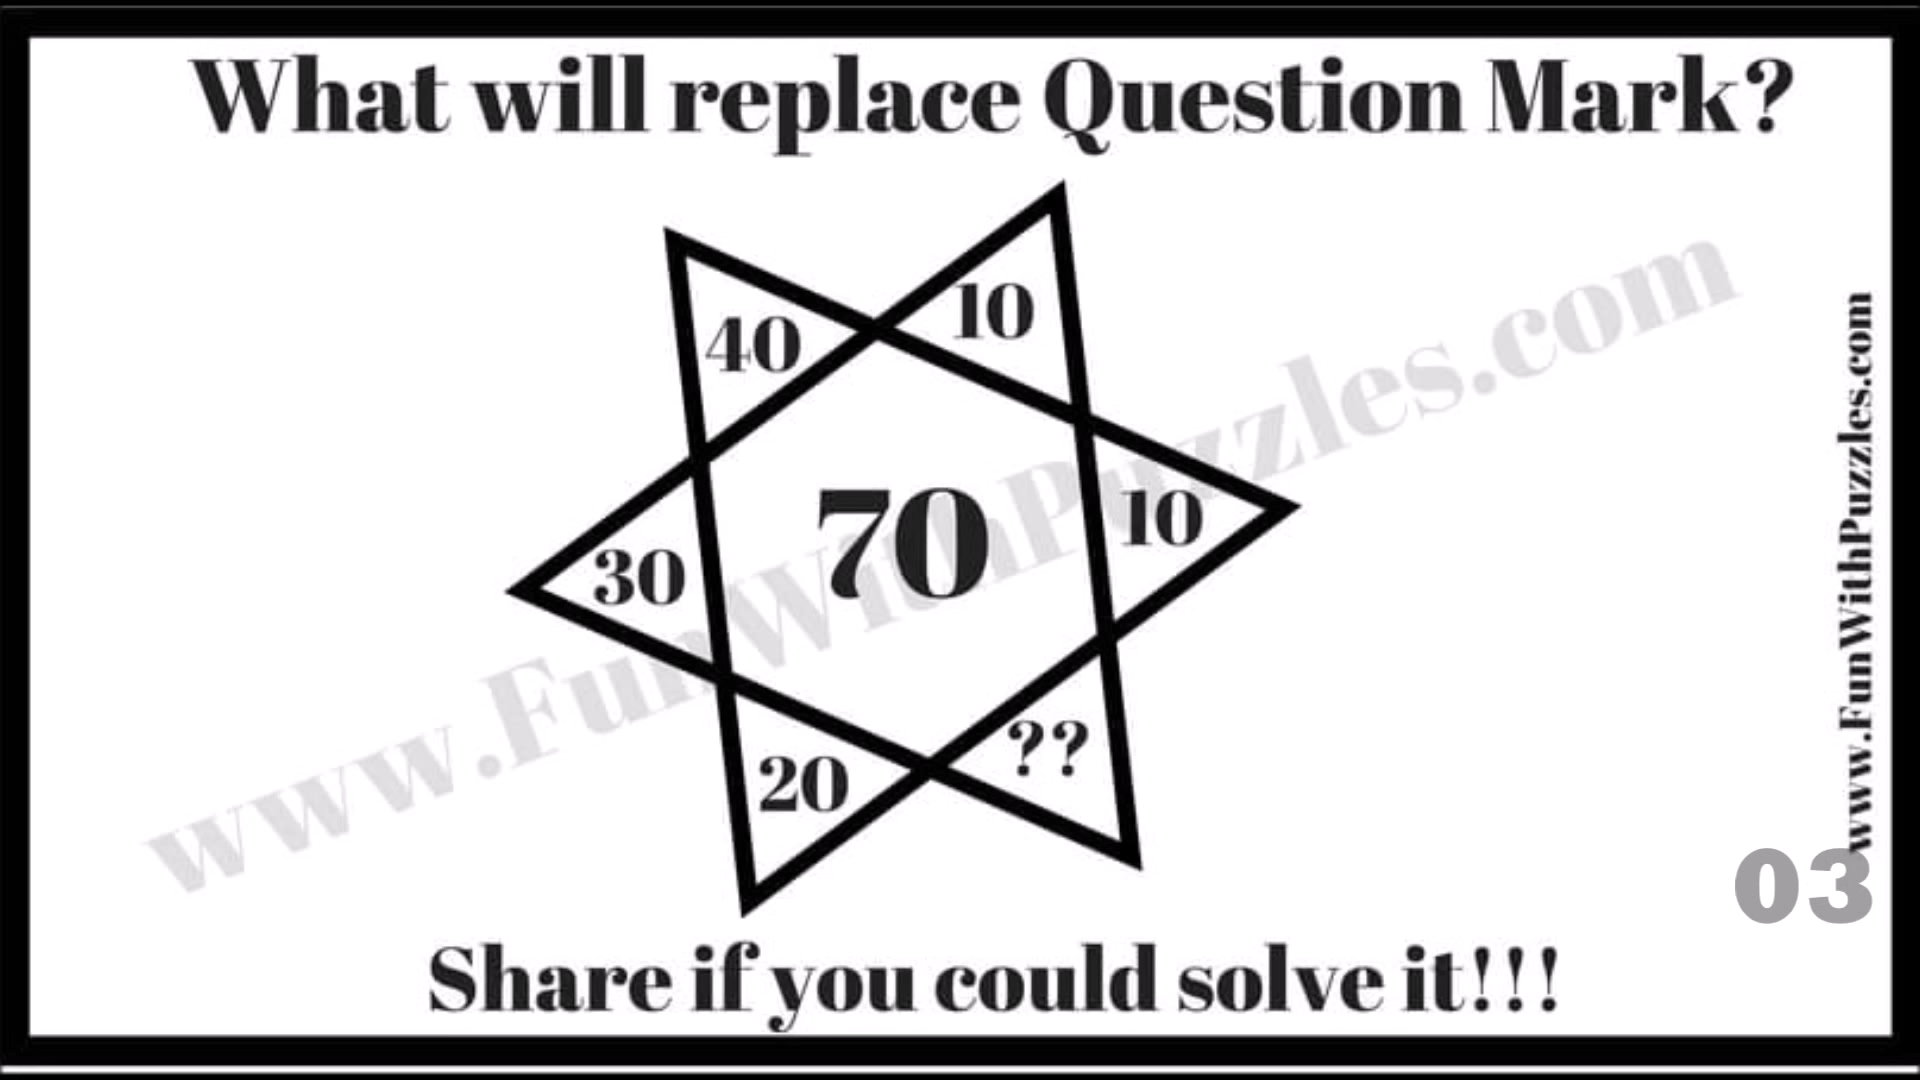 What will replace Question Mark?
40
10
30
70
10
20
??
www.FunWithPuzzles.com
www.FunWithPuzzles.com
03
Share if you could solve it!!!